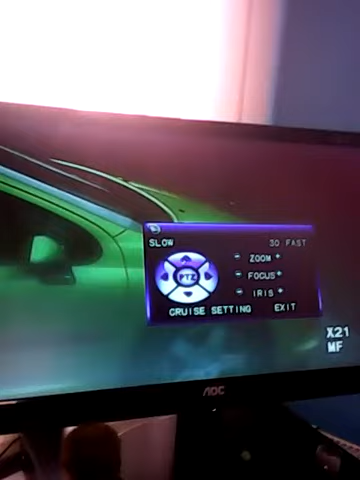 SLOW 30 FAST
PTZ
ZOOM
FOCUS
IRIS
CRUISE SETTING EXIT
X21
MF
AOC